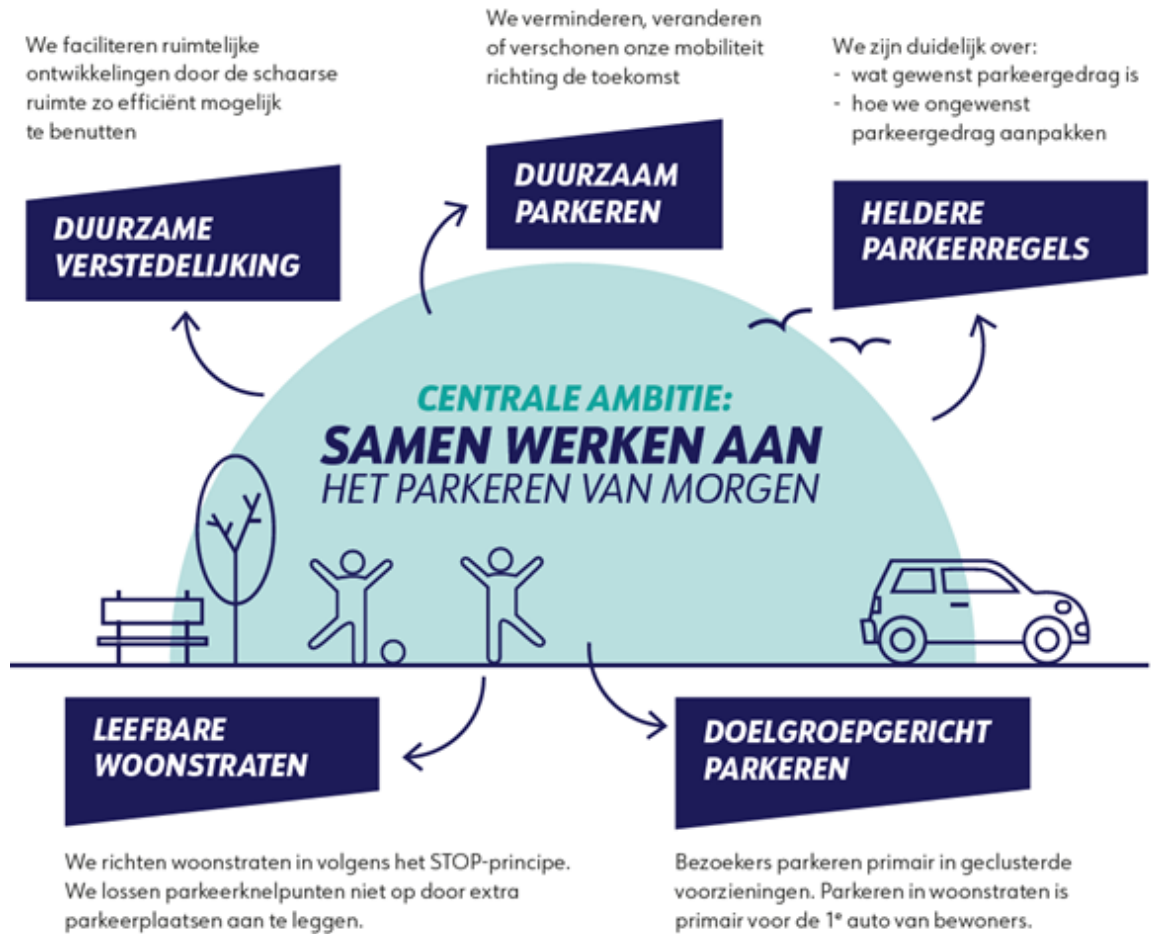 We faciliteren ruimtelijke
ontwikkelingen door de schaarse
ruimte zo efficiënt mogelijk
te benutten
DUURZAME
VERSTEDELIJKING
We verminderen, veranderen
of verschonen onze mobiliteit
richting de toekomst
DUURZAAM
PARKEREN
We zijn duidelijk over:
- wat gewenst parkeergedrag is
- hoe we ongewenst
parkeergedrag aanpakken
HELDERE
PARKEERREGELS
CENTRALE AMBITIE:
SAMEN WERKEN AAN
HET PARKEREN VAN MORGEN
LEEFBARE
WOONSTRATEN
We richten woonstraten in volgens het STOP-principe.
We lossen parkeerknelpunten niet op door extra
parkeerplaatsen aan te leggen.
DOELGROEPGERICHT
PARKEREN
Bezoekers parkeren primair in geclusterde
voorzieningen. Parkeren in woonstraten is
primair voor de 1ᵉ auto van bewoners.